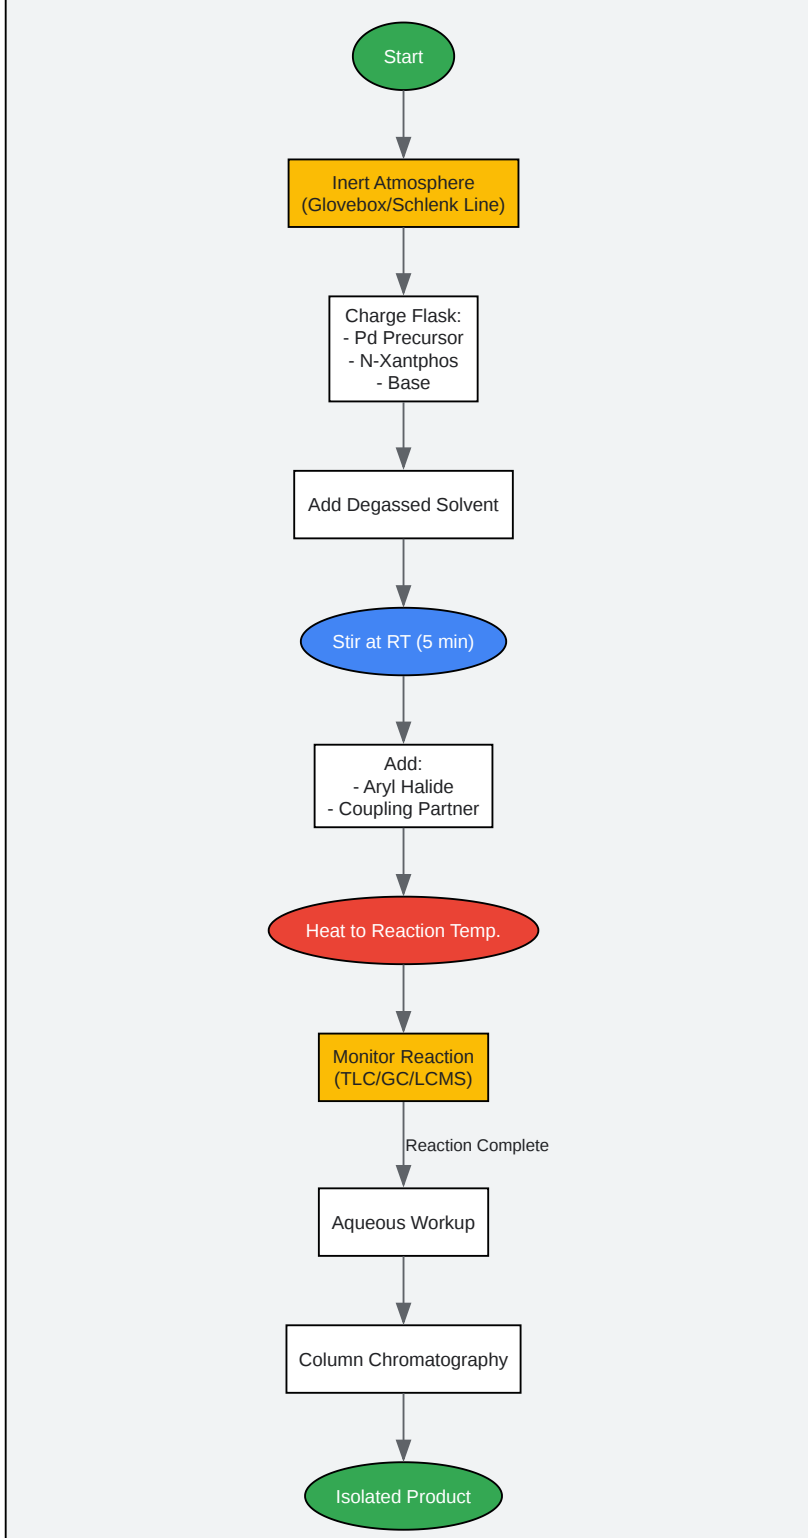 Start
Inert Atmosphere
(Glovebox/Schlenk Line)
Charge Flask:
- Pd Precursor
- N-Xantphos
- Base
Add Degassed Solvent
Stir at RT (5 min)
Add:
- Aryl Halide
- Coupling Partner
Heat to Reaction Temp.
Monitor Reaction
(TLC/GC/LCMS)
Reaction Complete
Aqueous Workup
Column Chromatography
Isolated Product